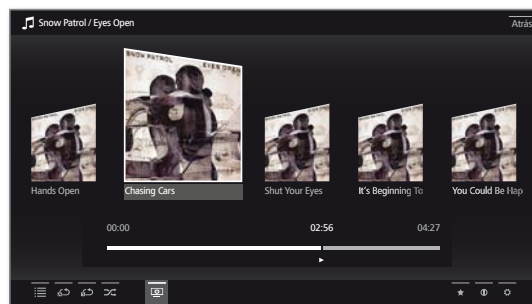 Snow Patrol / Eyes Open
Atrás
SNOW PATROL EYES OPEN
Hands Open
Chasing Cars
Shut Your Eyes
It's Beginning To
You Could Be Hap
00:00 02:56 04:27